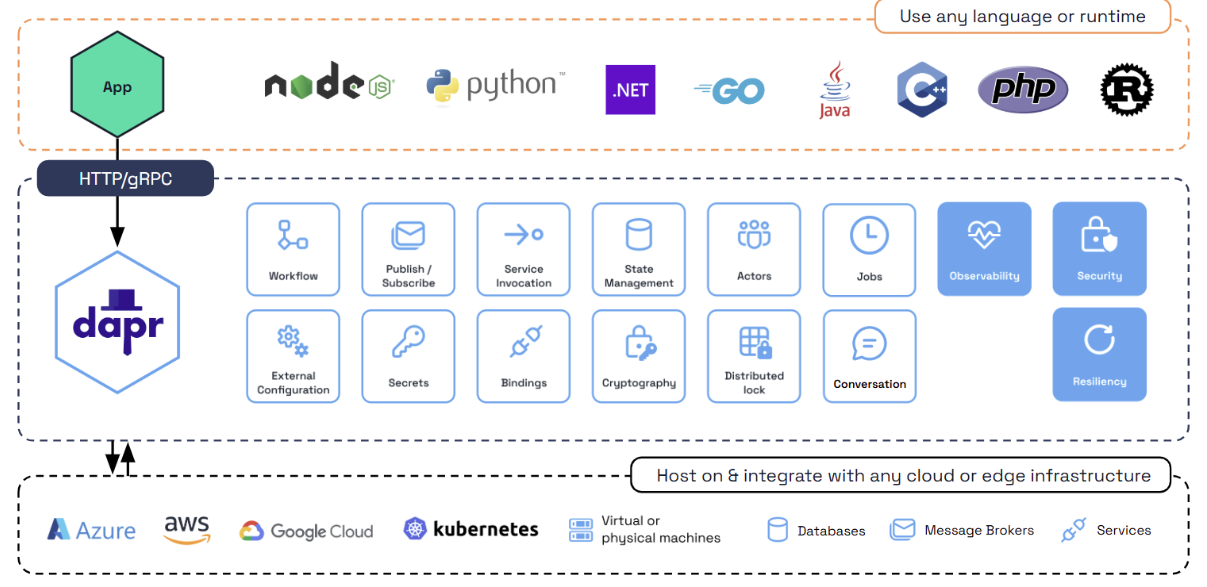 Use any language or runtime
App
node
JS
python™
.NET
GO
Java
C++
php
R
HTTP/gRPC
dapr
Workflow
Publish /
Subscribe
Service
Invocation
State
Management
Actors
Jobs
Observability
Security
External
Configuration
Secrets
Bindings
Cryptography
Distributed
lock
Conversation
Resiliency
Host on & integrate with any cloud or edge infrastructure
Azure
aws
Google Cloud
kubernetes
Virtual or
physical machines
Databases
Message Brokers
Services